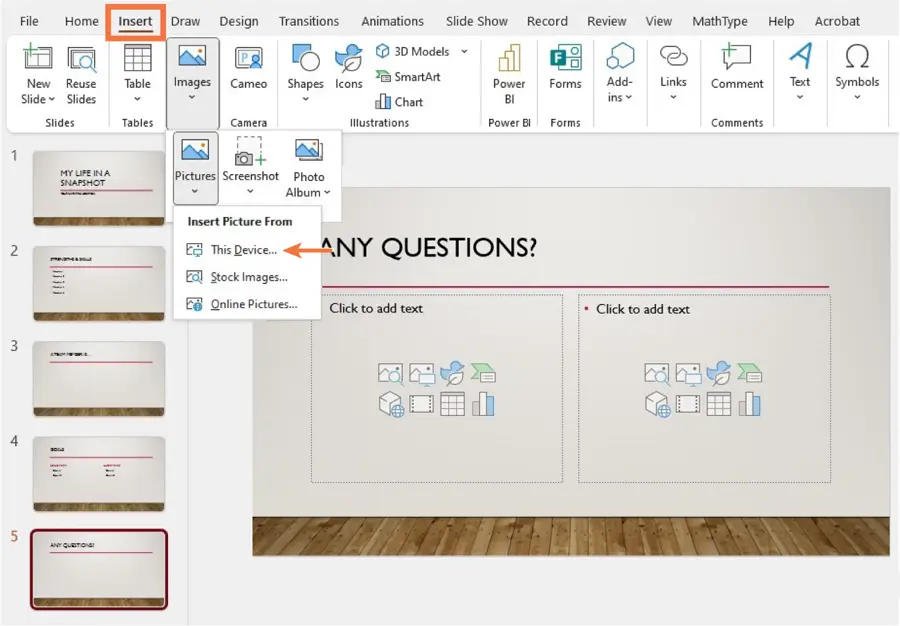 File Home Insert Draw Design Transitions Animations Slide Show Record Review View MathType Help Acrobat
New Slide
Reuse Slides
Table
Images
Cameo
Shapes
Icons
3D Models
SmartArt
Chart
Power BI
Forms
Add-ins
Links
Comment
Text
Symbols
Slides Tables Camera Illustrations Power BI Forms Comments
Pictures
Screenshot
Photo Album
Insert Picture From
This Device...
Stock Images...
Online Pictures...
1
MY LIFE IN A
SNAPSHOT
2
STRENGTHS & SKILLS
3
4
GOALS
5
ANY QUESTIONS?
ANY QUESTIONS?
Click to add text
• Click to add text